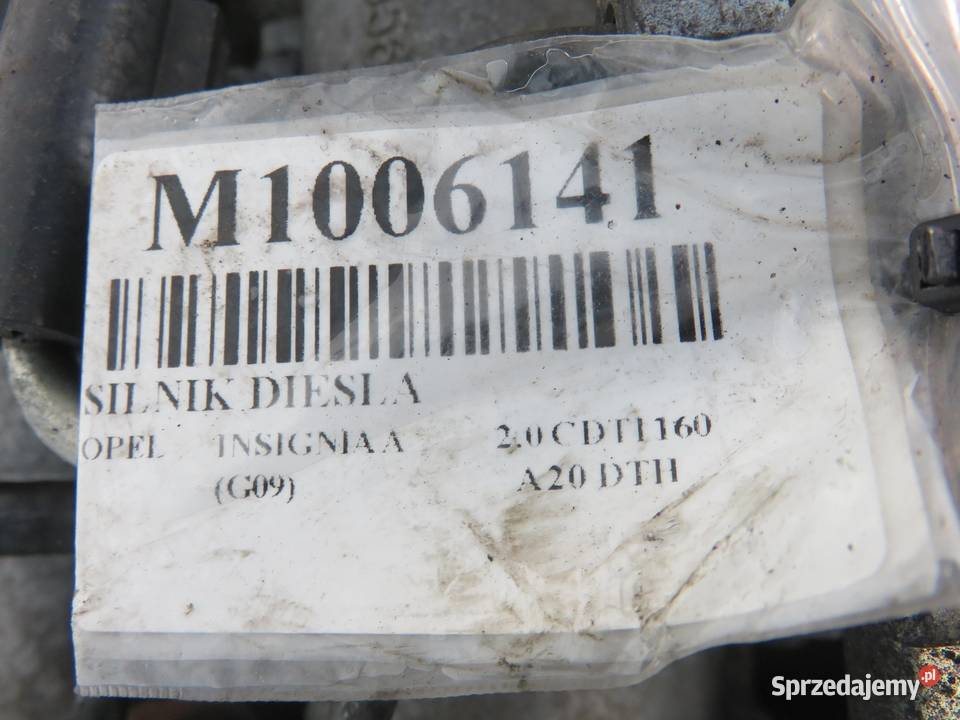 M1006141
SILNIK DIESLA
OPEL INSIGNIA A 2.0 CDTI 160
(G09) A20 DTH
Sprzedajemy.pl